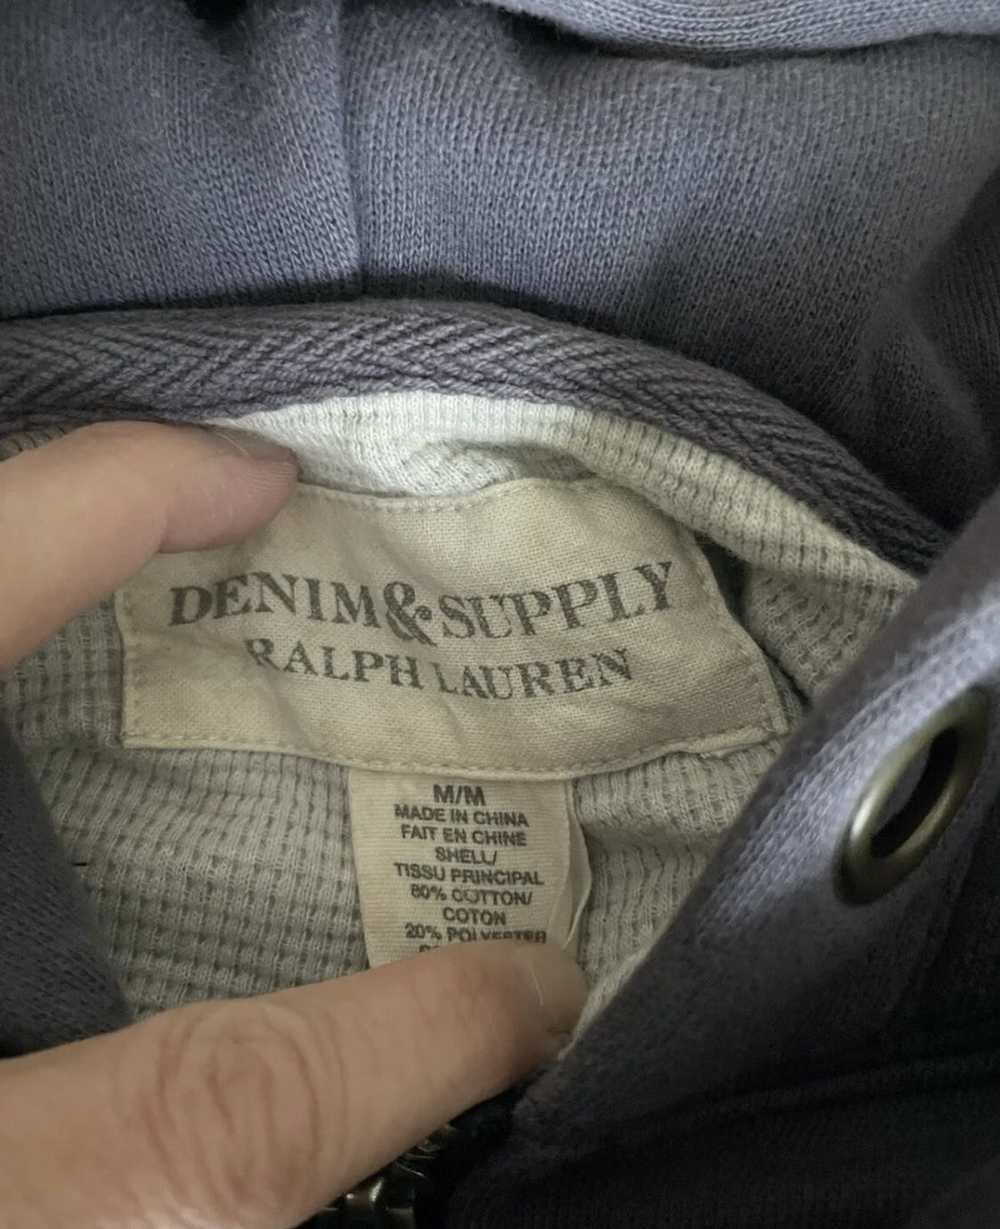 DENIM&SUPPLY
RALPH LAUREN
M/M
MADE IN CHINA
FAIT EN CHINE
SHELL/
TISSU PRINCIPAL
80% COTTON/
COTON
20% POLYESTER